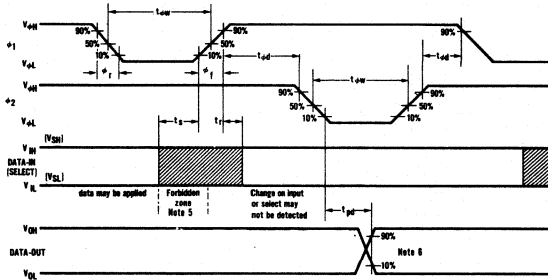 VφH
φ1
VφL
90%
50%
10%
tφw
90%
50%
10%
φr
φf
tφd
tφd
90%
10%
VφH
φ2
VφL
90%
50%
10%
tφw
90%
50%
10%
ts
tr
(VSH)
VIH
DATA-IN
(SELECT)
(VSL)
VIL
data may be applied
Forbidden
zone
Note 5
Change on input
or select may
not be detected
tpd
VOH
DATA-OUT
VOL
90%
10%
Note 6